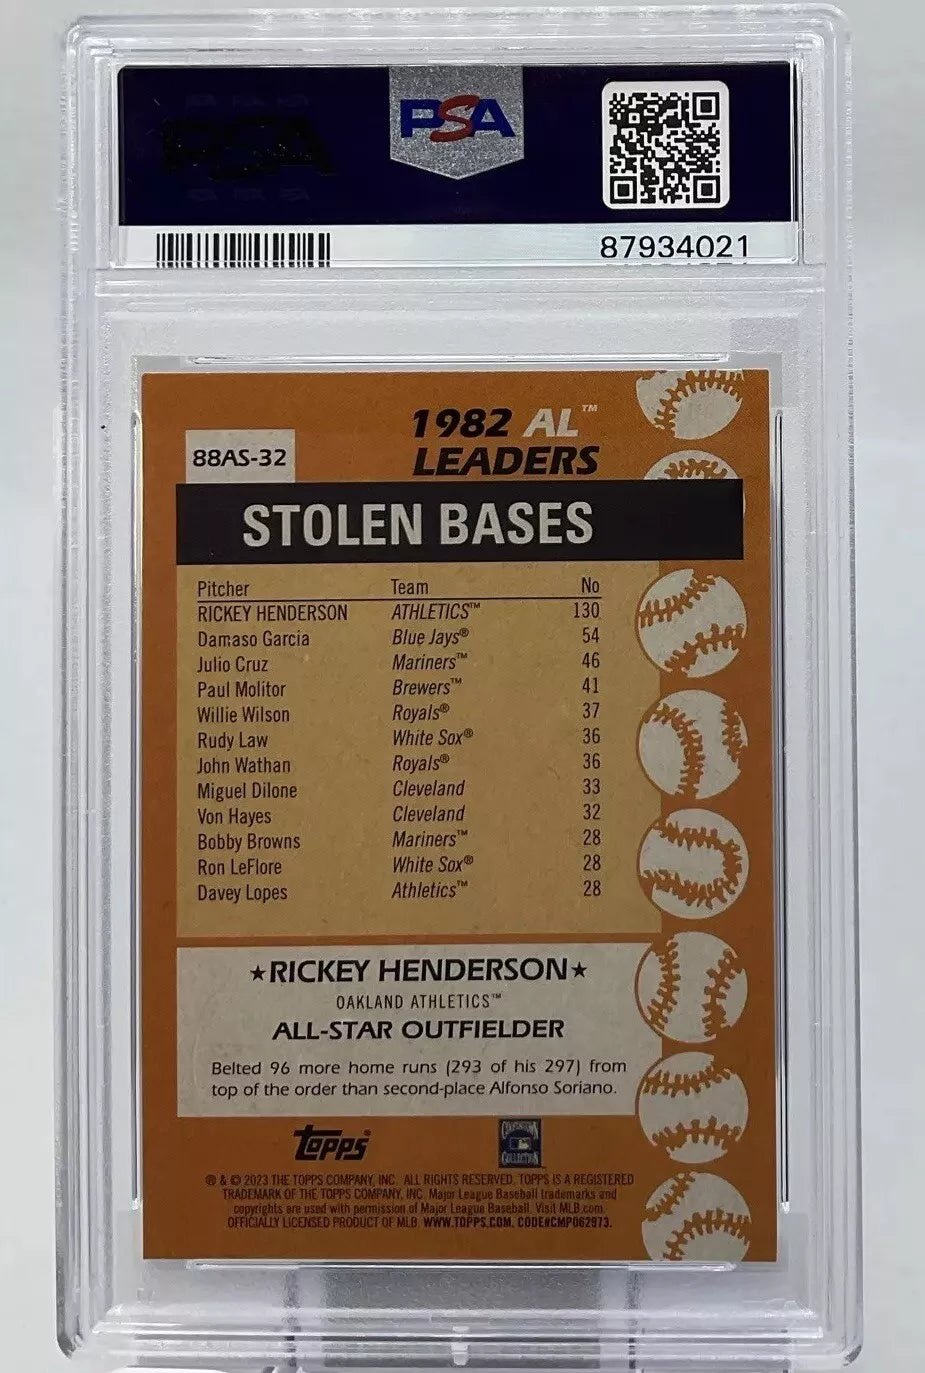 PSA
87934021
1982 AL™
LEADERS
88AS-32
STOLEN BASES
Pitcher Team No
RICKEY HENDERSON ATHLETICS™ 130
Damaso Garcia Blue Jays® 54
Julio Cruz Mariners™ 46
Paul Molitor Brewers™ 41
Willie Wilson Royals® 37
Rudy Law White Sox® 36
John Wathan Royals® 36
Miguel Dilone Cleveland 33
Von Hayes Cleveland 32
Bobby Browns Mariners™ 28
Ron LeFlore White Sox® 28
Davey Lopes Athletics™ 28
★RICKEY HENDERSON★
OAKLAND ATHLETICS™
ALL-STAR OUTFIELDER
Belted 96 more home runs (293 of his 297) from
top of the order than second-place Alfonso Soriano.
topps®
COOPERSTOWN
COLLECTION
® & © 2023 THE TOPPS COMPANY, INC. ALL RIGHTS RESERVED. TOPPS IS A REGISTERED
TRADEMARK OF THE TOPPS COMPANY, INC. Major League Baseball trademarks and
copyrights are used with permission of Major League Baseball. Visit MLB.com.
OFFICIALLY LICENSED PRODUCT OF MLB. WWW.TOPPS.COM. CODE#CMP062973.